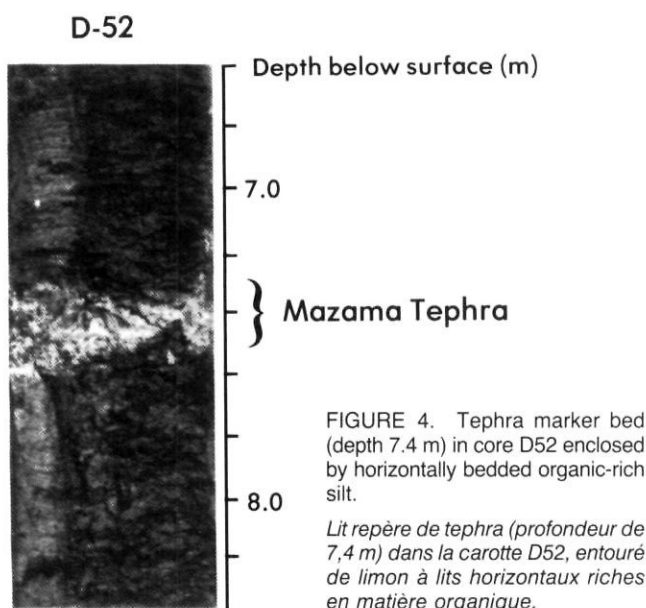 D-52
Depth below surface (m)
7.0
Mazama Tephra
8.0
FIGURE 4. Tephra marker bed
(depth 7.4 m) in core D52 enclosed
by horizontally bedded organic-rich
silt.
Lit repère de tephra (profondeur de
7,4 m) dans la carotte D52, entouré
de limon à lits horizontaux riches
en matière organique.